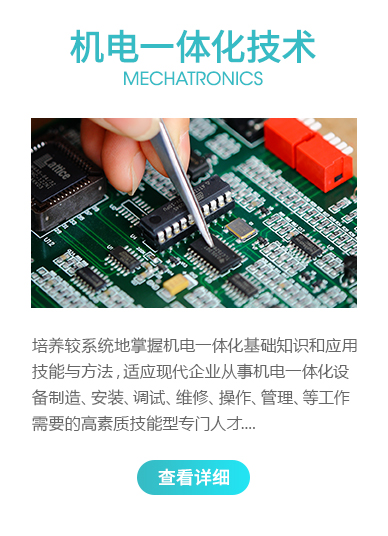 机电一体化技术
MECHATRONICS
Lattice
U12
培养较系统地掌握机电一体化基础知识和应用
技能与方法，适应现代企业从事机电一体化设
备制造、安装、调试、维修、操作、管理、等工作
需要的高素质技能型专门人才....
查看详细